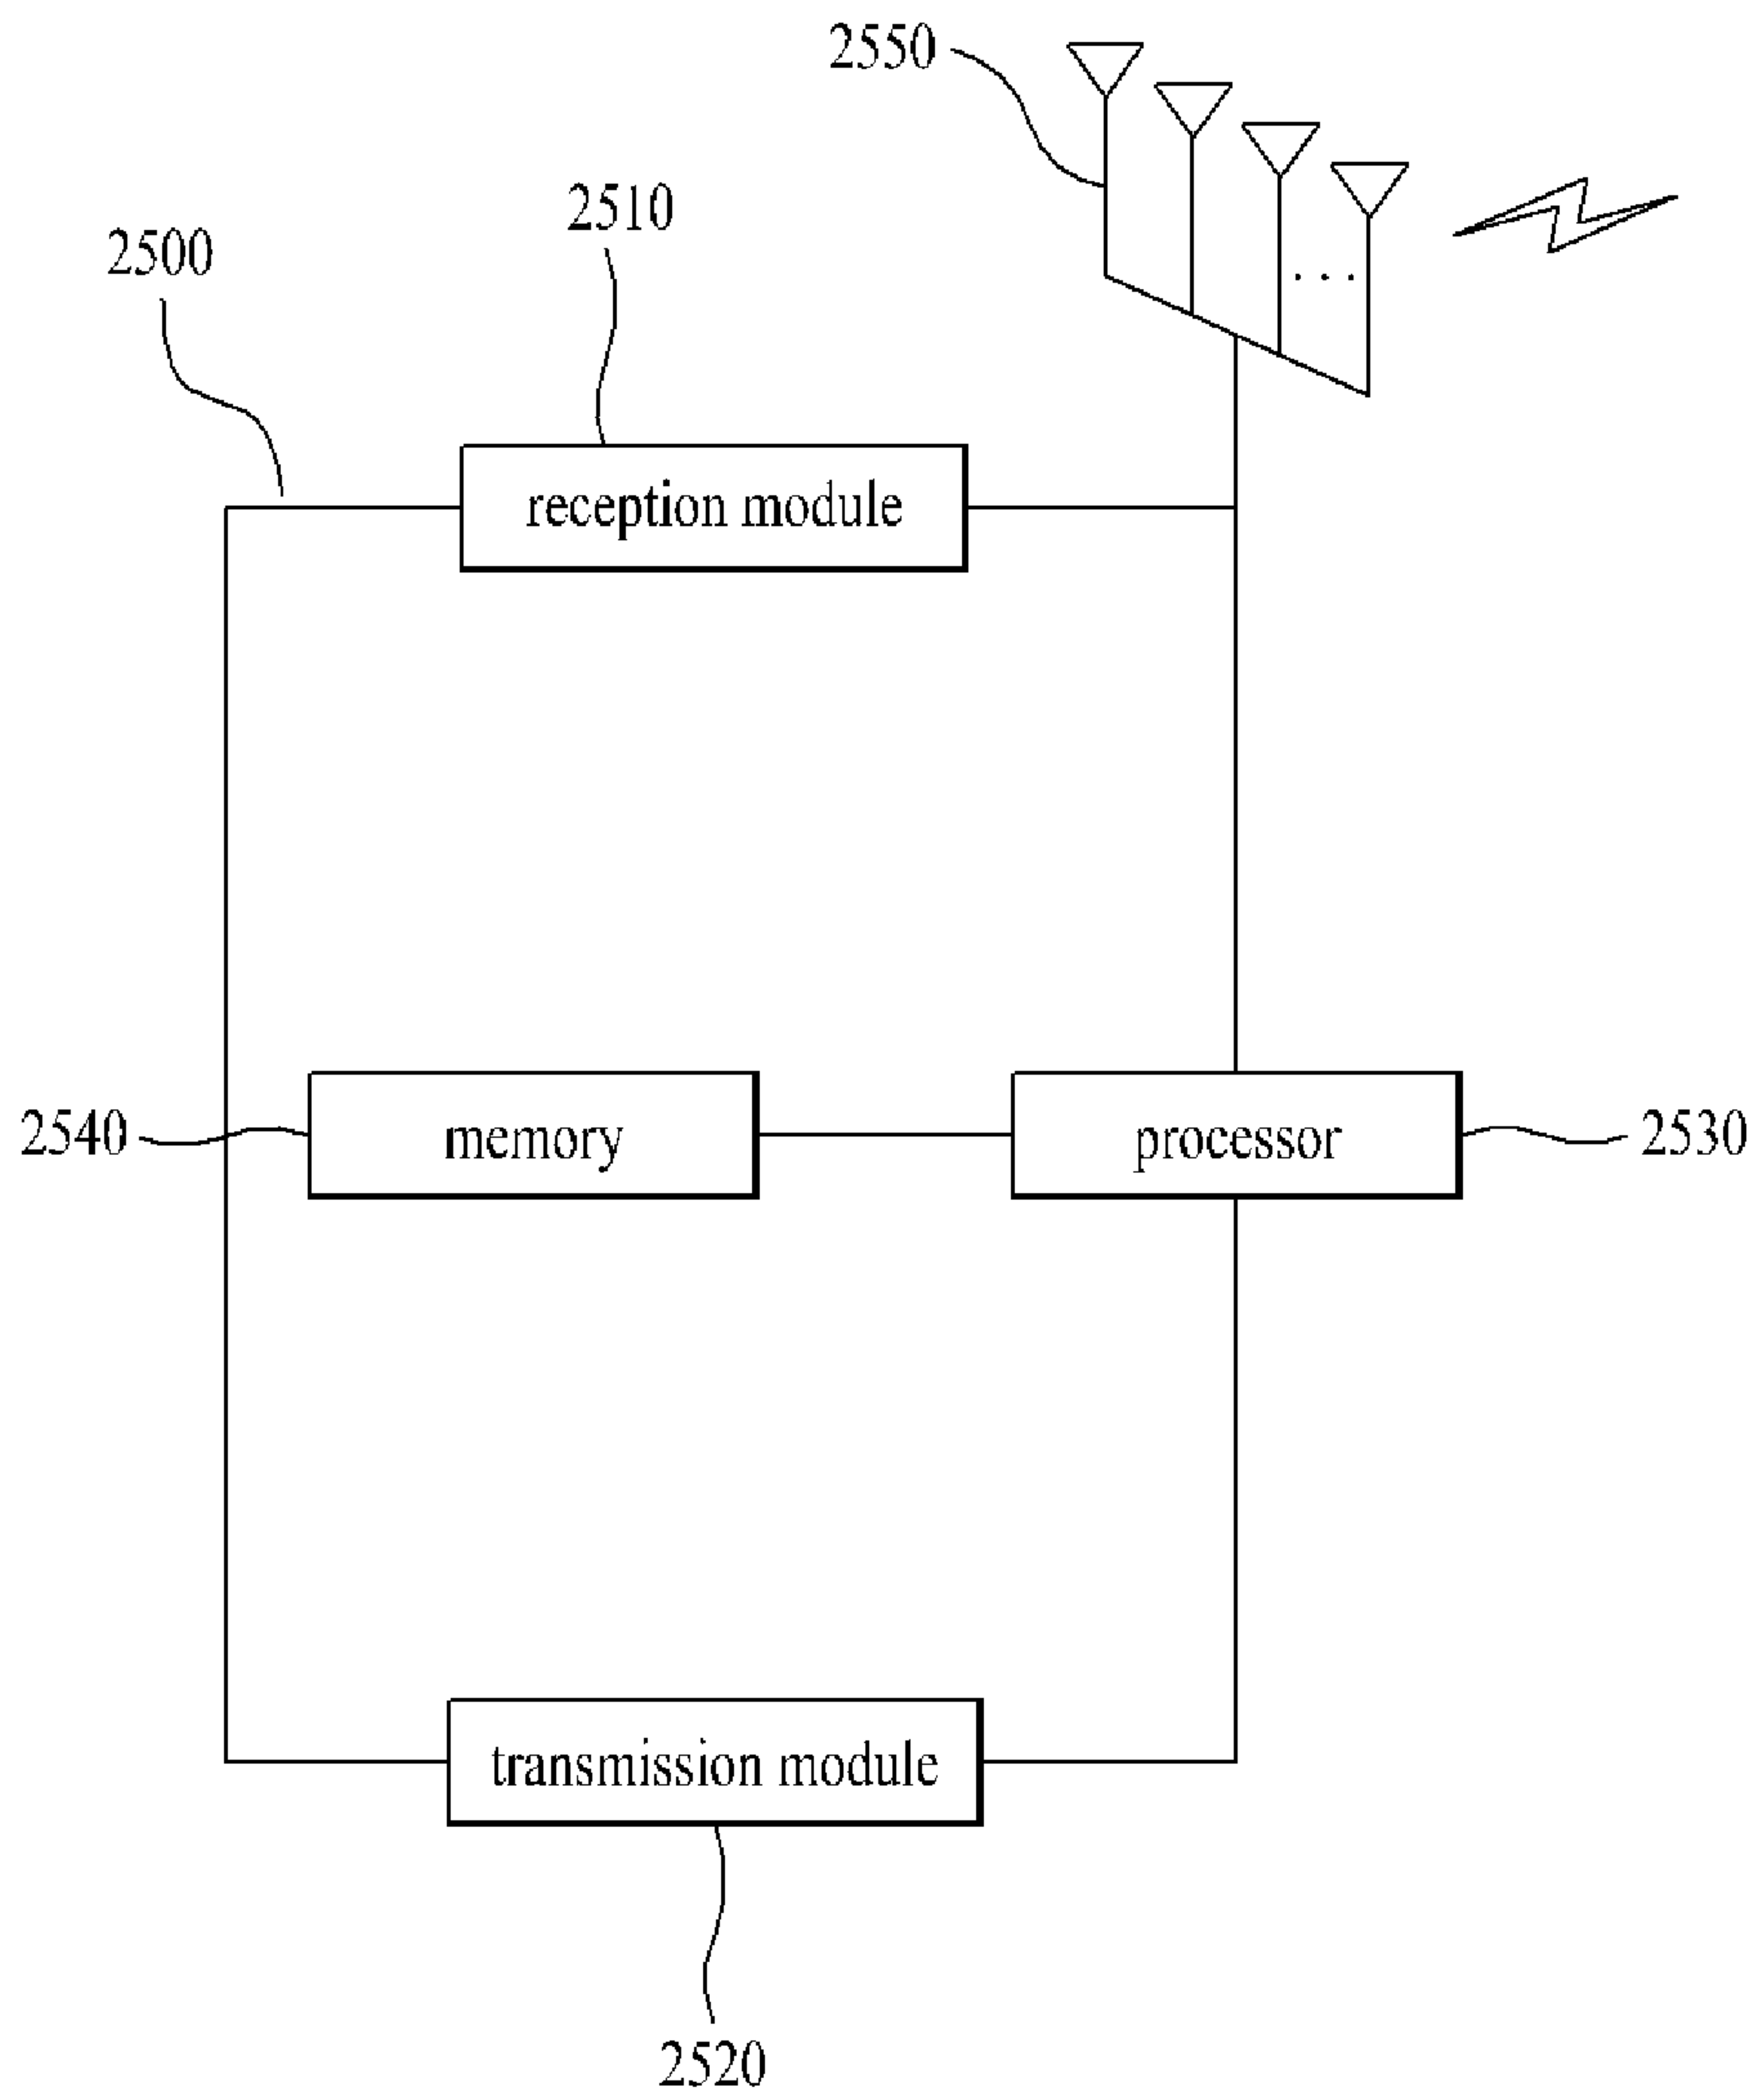 2550
2510
2500
reception module
2540
memory
processor
2530
transmission module
2520